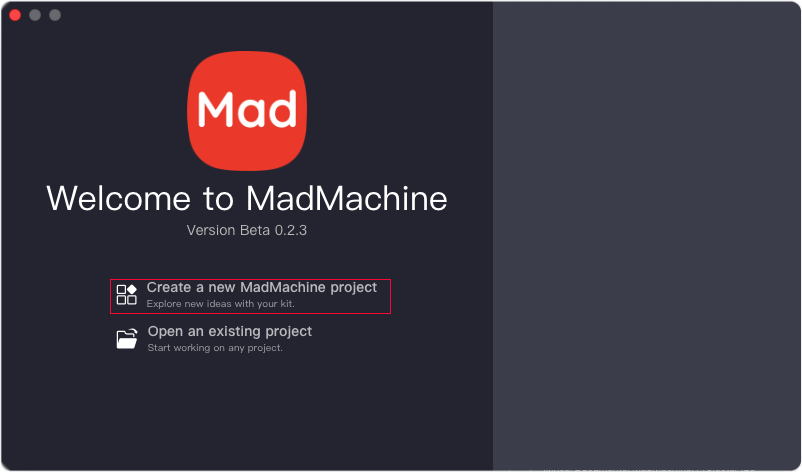 Mad
Welcome to MadMachine
Version Beta 0.2.3
Create a new MadMachine project
Explore new ideas with your kit.
Open an existing project
Start working on any project.